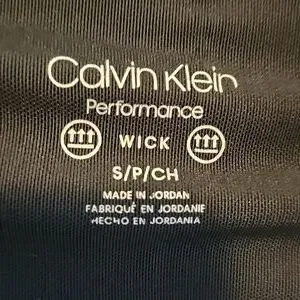 Calvin Klein
Performance
WICK
S/P/CH
MADE IN JORDAN
FABRIQUÉ EN JORDANIE
HECHO EN JORDANIA